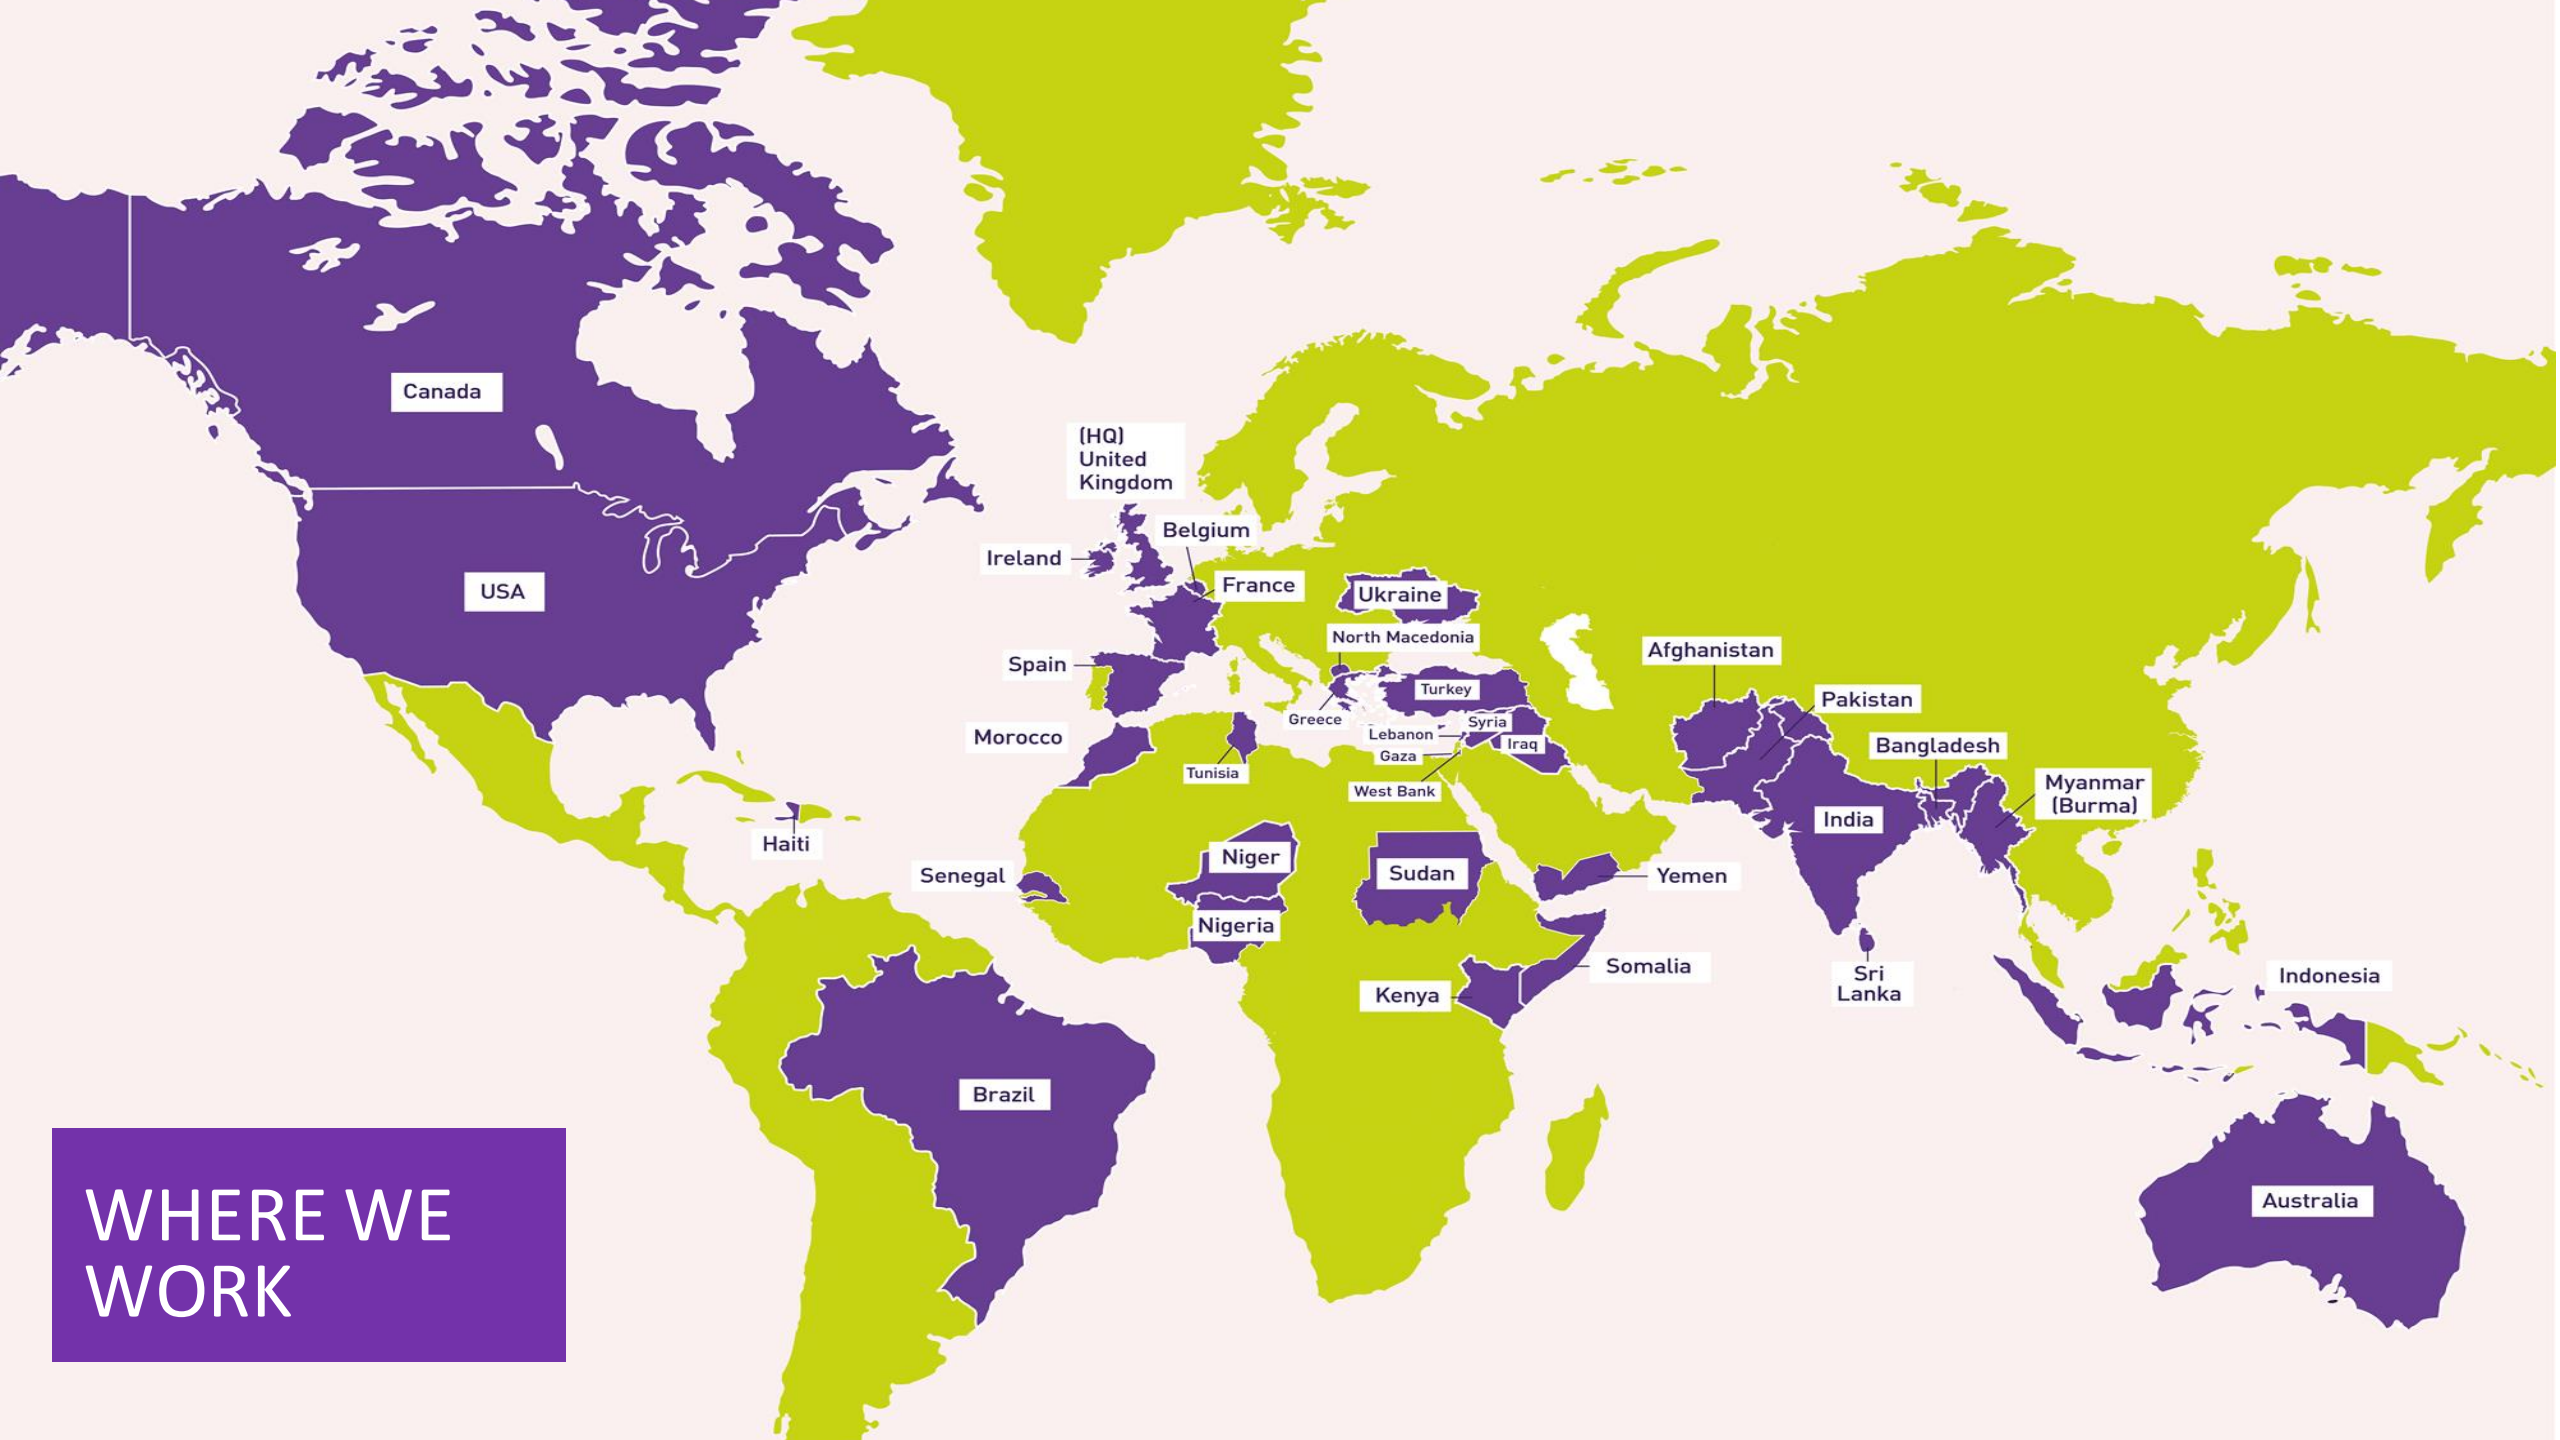 Canada
(HQ)
United
Kingdom
Belgium
Ireland
France
Ukraine
USA
North Macedonia
Afghanistan
Spain
Turkey
Pakistan
Greece
Syria
Morocco
Lebanon
Iraq
Bangladesh
Gaza
Tunisia
West Bank
Myanmar
(Burma)
India
Haiti
Niger
Senegal
Sudan
Yemen
Nigeria
Somalia
Sri
Lanka
Indonesia
Kenya
Brazil
Australia
WHERE WE
WORK